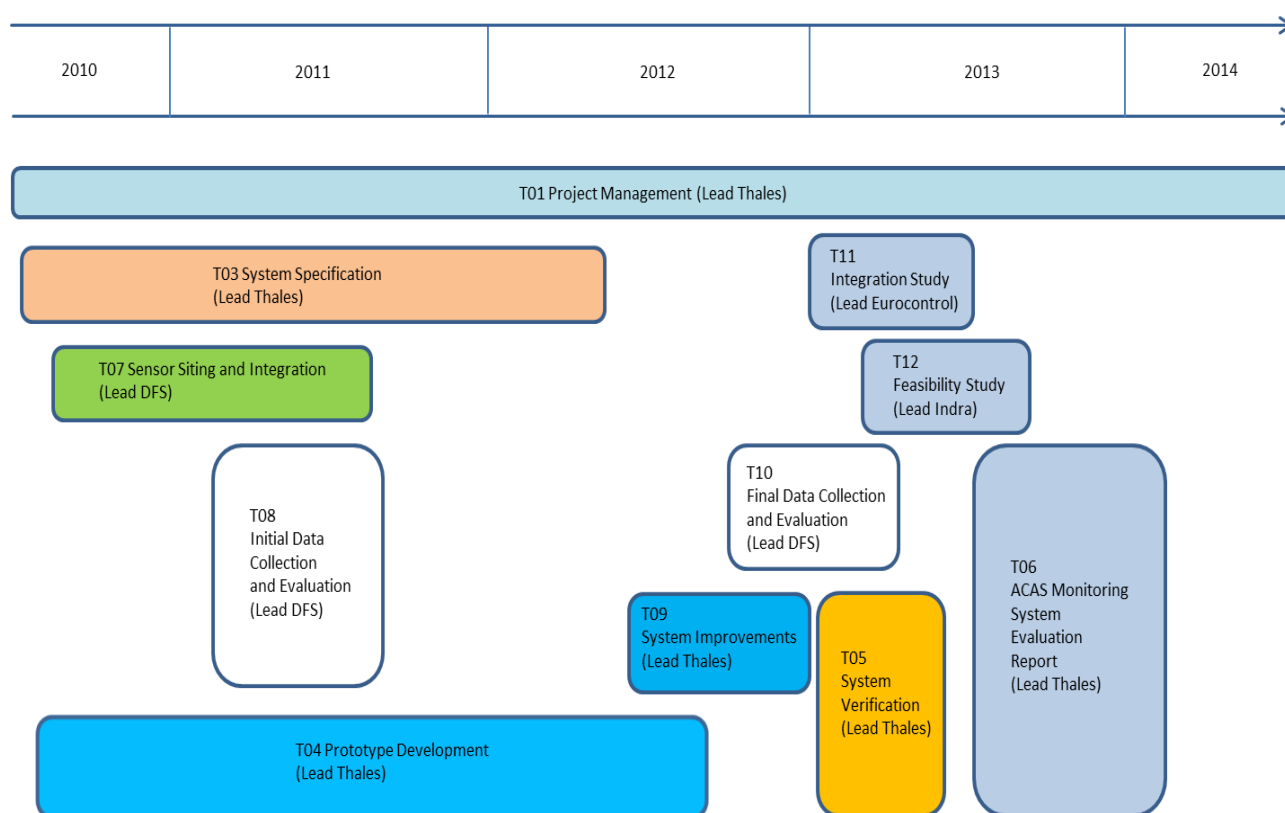 2010
2011
2012
2013
2014
T01 Project Management (Lead Thales)
T03 System Specification
(Lead Thales)
T11
Integration Study
(Lead Eurocontrol)
T07 Sensor Siting and Integration
(Lead DFS)
T12
Feasibility Study
(Lead Indra)
T08
Initial Data
Collection
and Evaluation
(Lead DFS)
T10
Final Data Collection
and Evaluation
(Lead DFS)
T06
ACAS Monitoring
System
Evaluation
Report
(Lead Thales)
T09
System Improvements
(Lead Thales)
T05
System
Verification
(Lead Thales)
T04 Prototype Development
(Lead Thales)